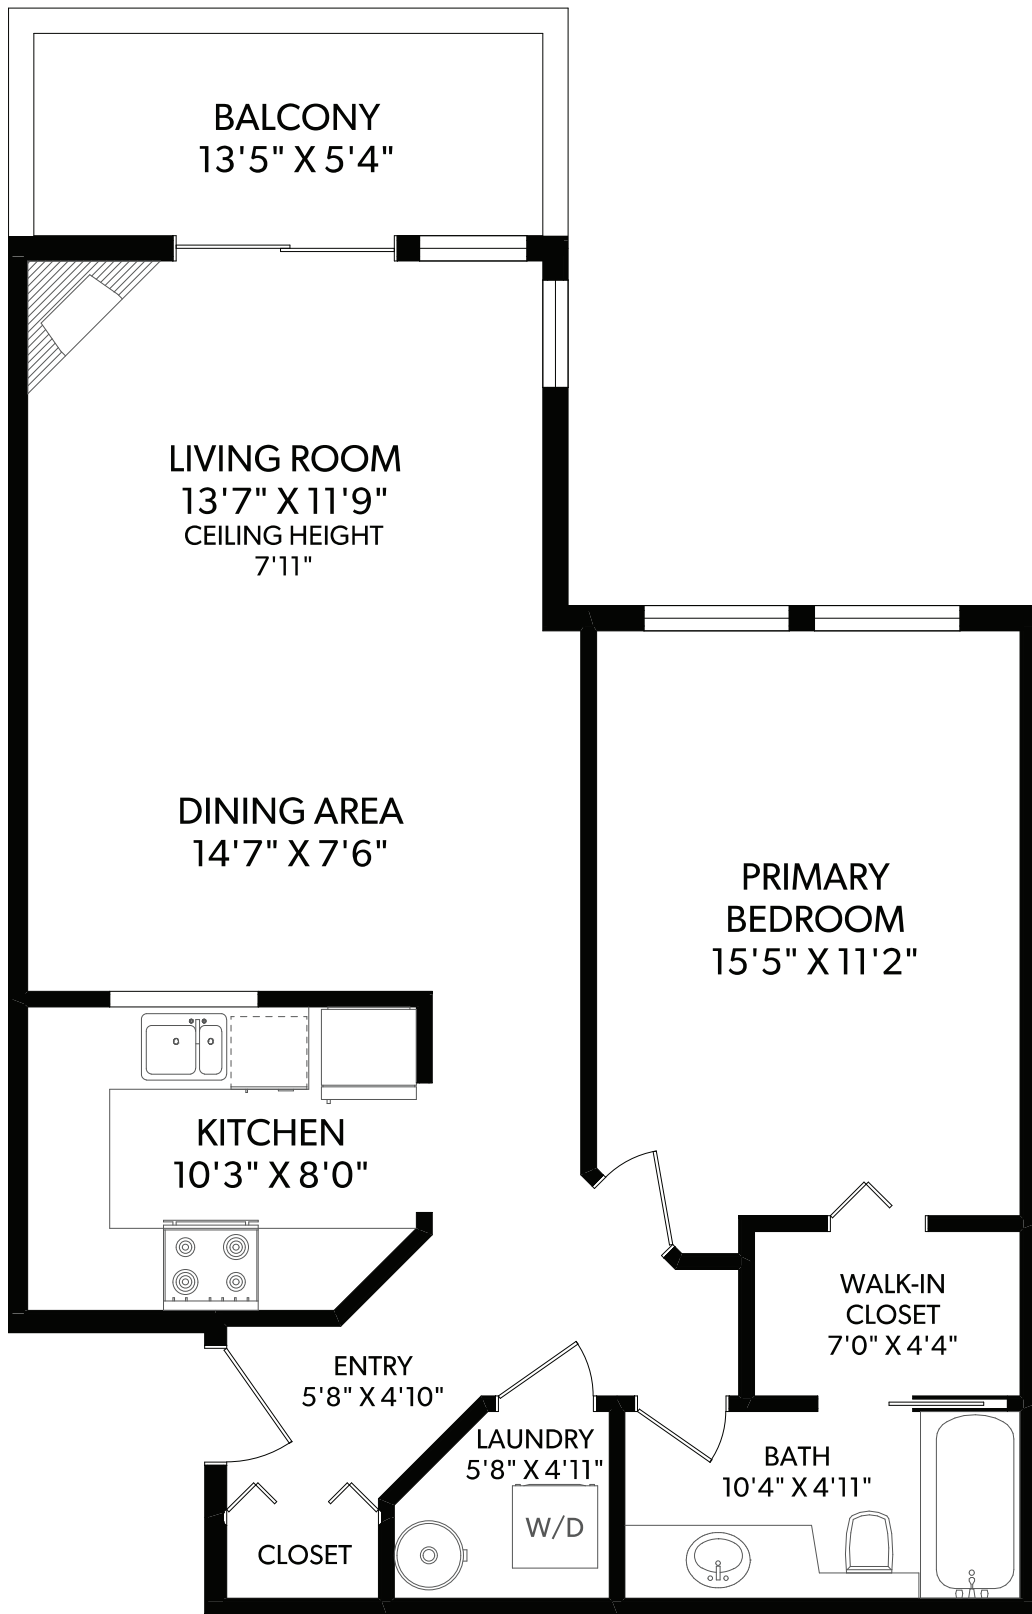 BALCONY
13'5" X 5'4"
LIVING ROOM
13'7" X 11'9"
CEILING HEIGHT
7'11"
DINING AREA
14'7" X 7'6"
PRIMARY
BEDROOM
15'5" X 11'2"
KITCHEN
10'3" X 8'0"
WALK-IN
CLOSET
7'0" X 4'4"
ENTRY
5'8" X 4'10"
LAUNDRY
5'8" X 4'11"
W/D
BATH
10'4" X 4'11"
CLOSET